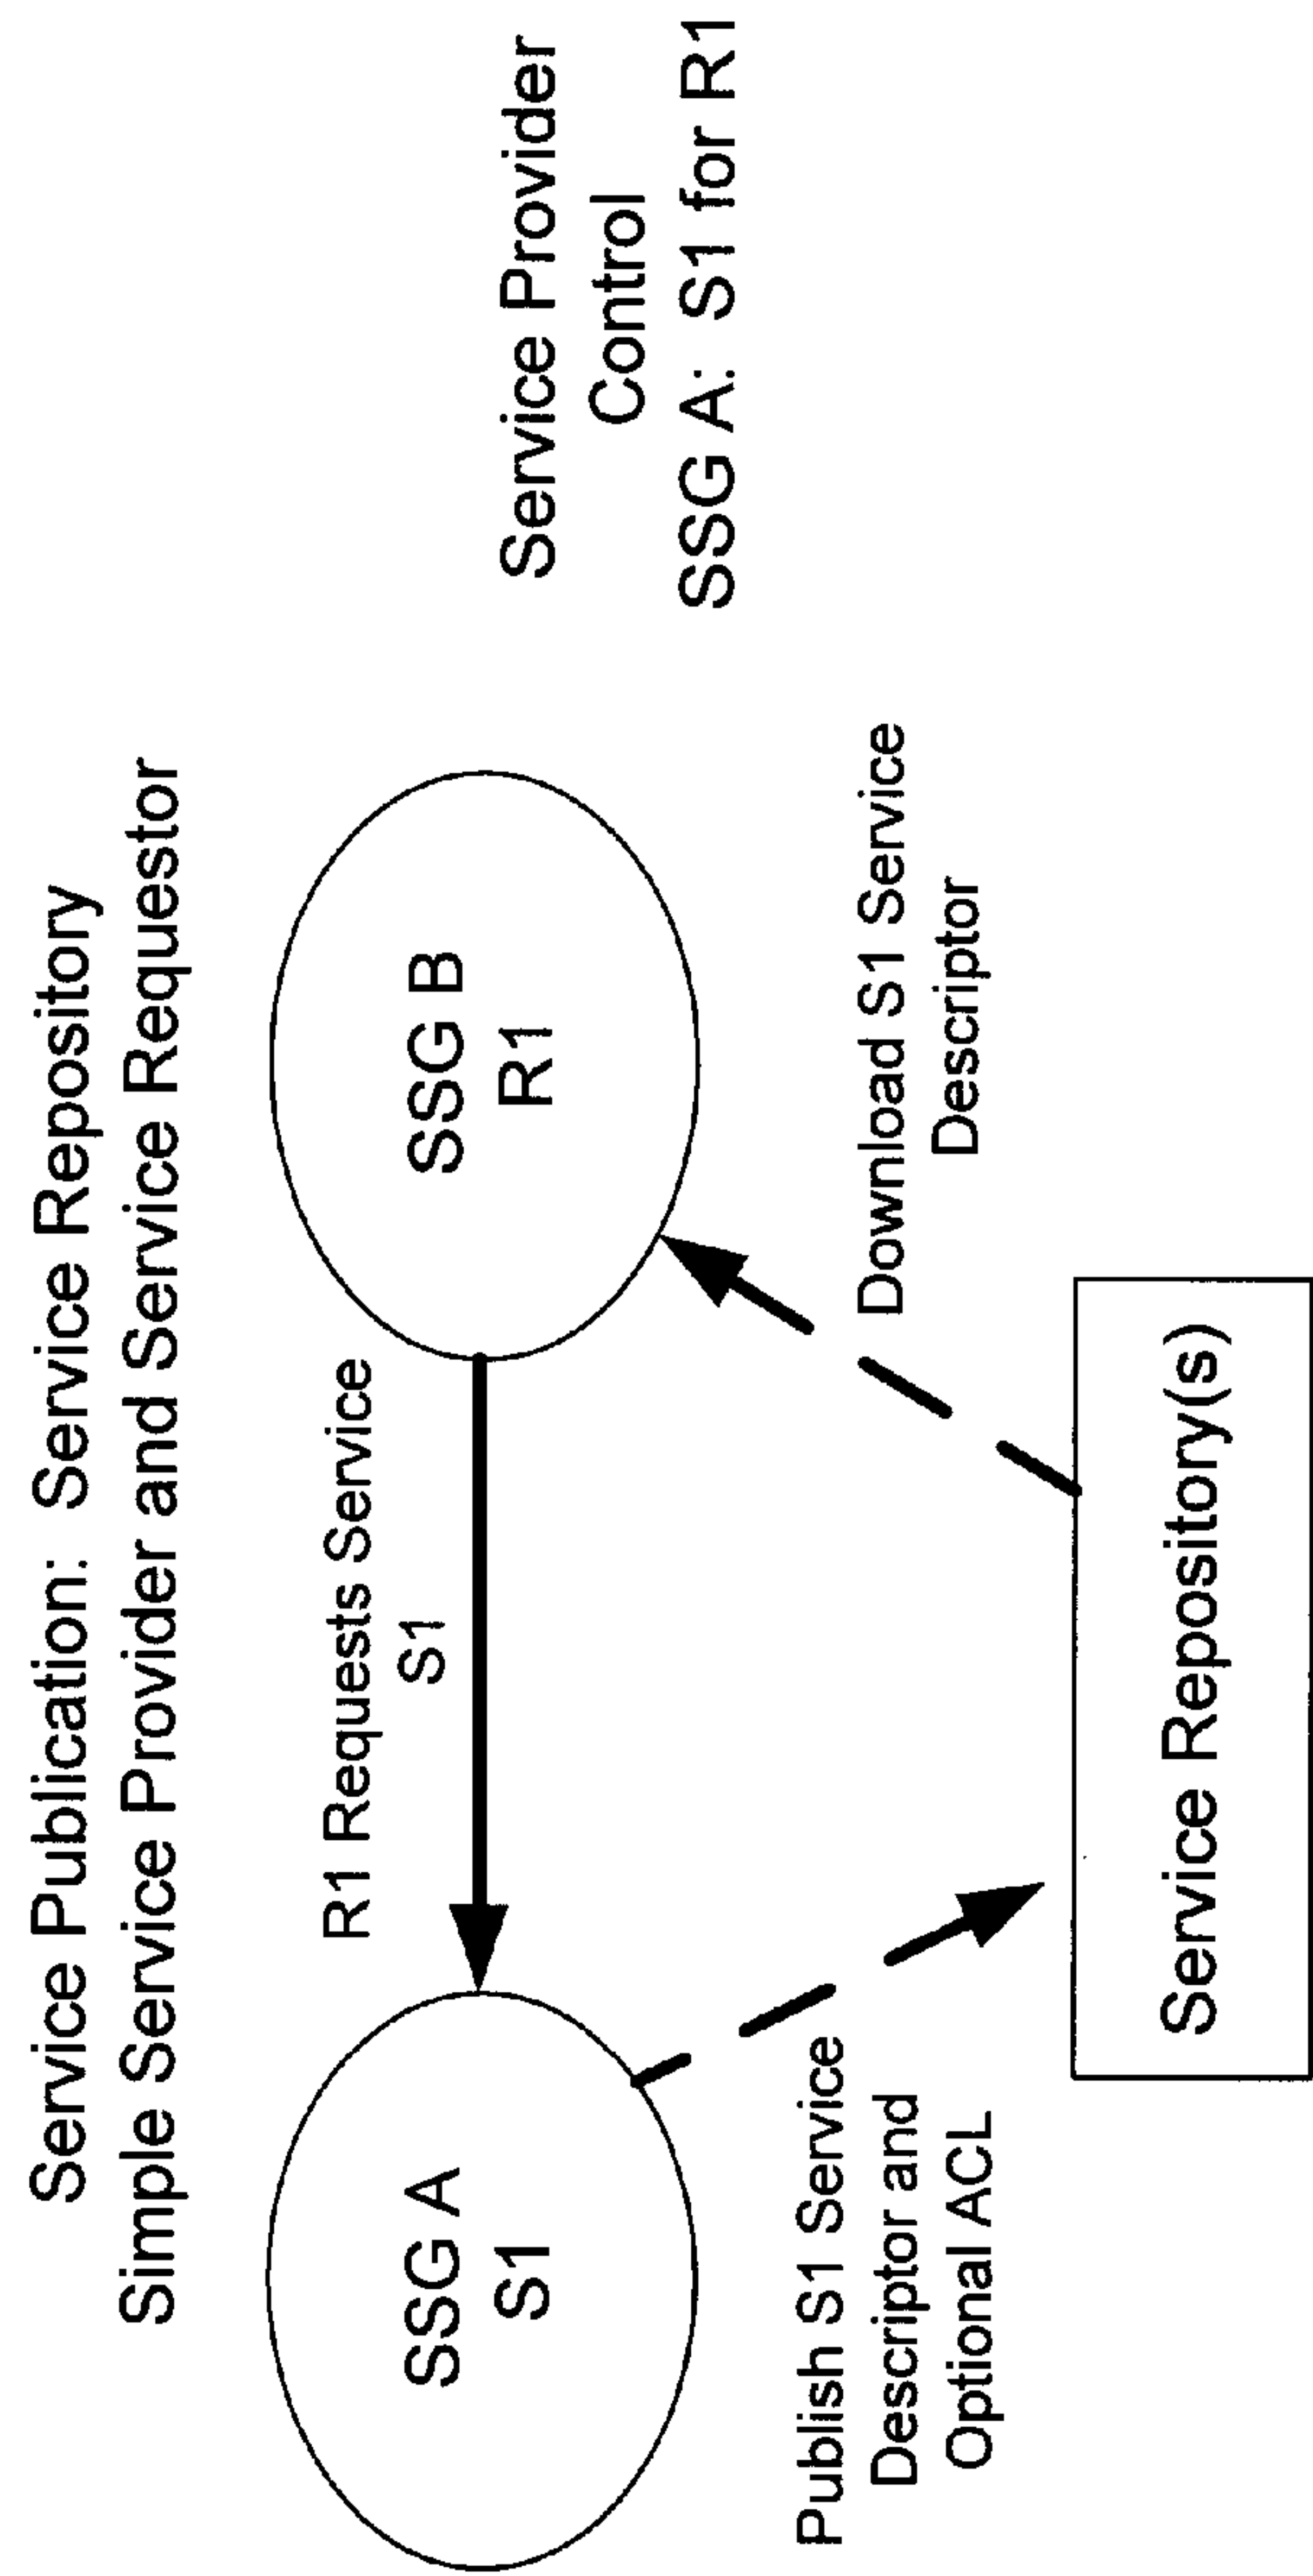 Service Publication: Service Repository
Simple Service Provider and Service Requestor
R1 Requests Service
S1
SSG A
S1
SSG B
R1
Service Provider
Control
SSG A: S1 for R1
Publish S1 Service
Descriptor and
Optional ACL
Download S1 Service
Descriptor
Service Repository(s)